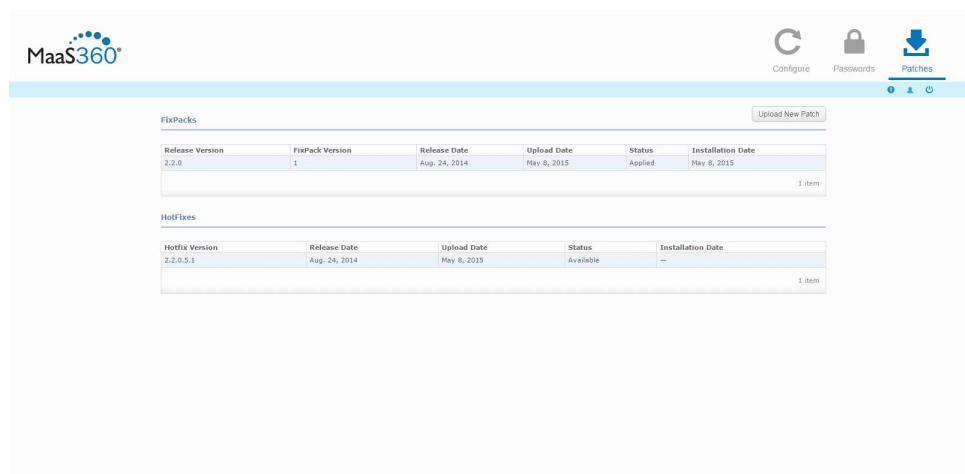 MaaS360®
Configure Passwords Patches
FixPacks
Upload New Patch
Release Version FixPack Version Release Date Upload Date Status Installation Date
2.2.0 1 Aug. 24, 2014 May 8, 2015 Applied May 8, 2015
1 item
HotFixes
Hotfix Version Release Date Upload Date Status Installation Date
2.2.0.5.1 Aug. 24, 2014 May 8, 2015 Available —
1 item